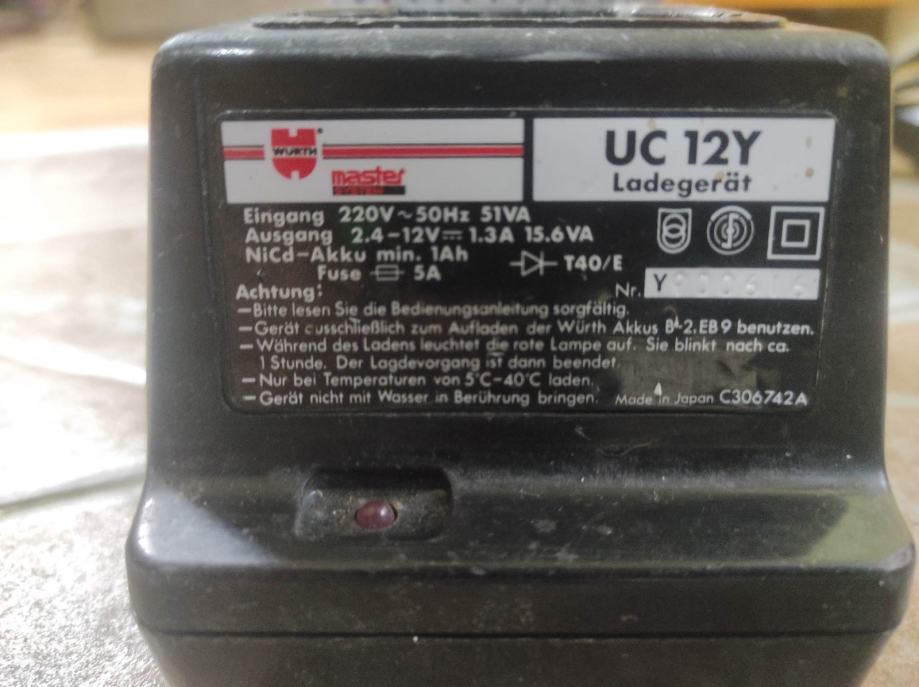 WÜRTH
master
SYSTEM
UC 12Y
Ladegerät
Eingang 220V~50Hz 51VA
Ausgang 2.4-12V⎓1.3A 15.6VA
NiCd-Akku min. 1Ah
T40/E
Fuse 5A
Nr. Y
Achtung:
—Bitte lesen Sie die Bedienungsanleitung sorgfältig.
—Gerät ausschließlich zum Aufladen der Würth Akkus BA-2, EB9 benutzen.
—Während des Ladens leuchtet die rote Lampe auf. Sie blinkt nach ca.
1 Stunde. Der Lagdevorgang ist dann beendet.
—Nur bei Temperaturen von 5°C-40°C laden.
—Gerät nicht mit Wasser in Berührung bringen.
Made in Japan C306742A